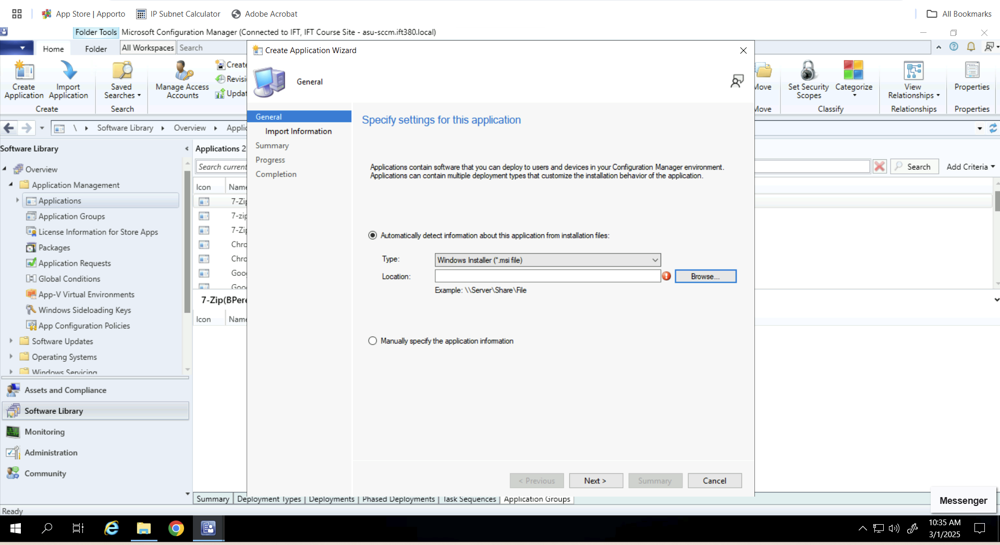 App Store | Apporto
IP Subnet Calculator
Adobe Acrobat
All Bookmarks
Folder Tools
Microsoft Configuration Manager (Connected to IFT, IFT Course Site - asu-sccm.ift380.local)
Home
Folder
All Workspaces
Search
Create Application
Import Application
Create
Saved Searches
Search
Manage Access Accounts
Create
Revisi
Updat
Create Application Wizard
General
Move
Move
Set Security Scopes
Categorize
Classify
View Relationships
Relationships
Properties
Properties
\
Software Library
Overview
Applic
Software Library
Overview
Application Management
Applications
Application Groups
License Information for Store Apps
Packages
Application Requests
Global Conditions
App-V Virtual Environments
Windows Sideloading Keys
App Configuration Policies
Software Updates
Operating Systems
Windows Servicing
Assets and Compliance
Software Library
Monitoring
Administration
Community
Applications 2
Search current
Icon
Name
7-Zip
7-zip
7-Zip
Chro
Chro
Goo
Goo
7-Zip(BPere
Icon
Name
Search
Add Criteria
General
Import Information
Summary
Progress
Completion
Specify settings for this application
Applications contain software that you can deploy to users and devices in your Configuration Manager environment.
Applications can contain multiple deployment types that customize the installation behavior of the application.
Automatically detect information about this application from installation files:
Type:
Windows Installer (*.msi file)
Location:
Browse...
Example: \\Server\Share\File
Manually specify the application information
< Previous
Next >
Summary
Cancel
Summary
Deployment Types
Deployments
Phased Deployments
Task Sequences
Application Groups
Messenger
Ready
10:35 AM
3/1/2025